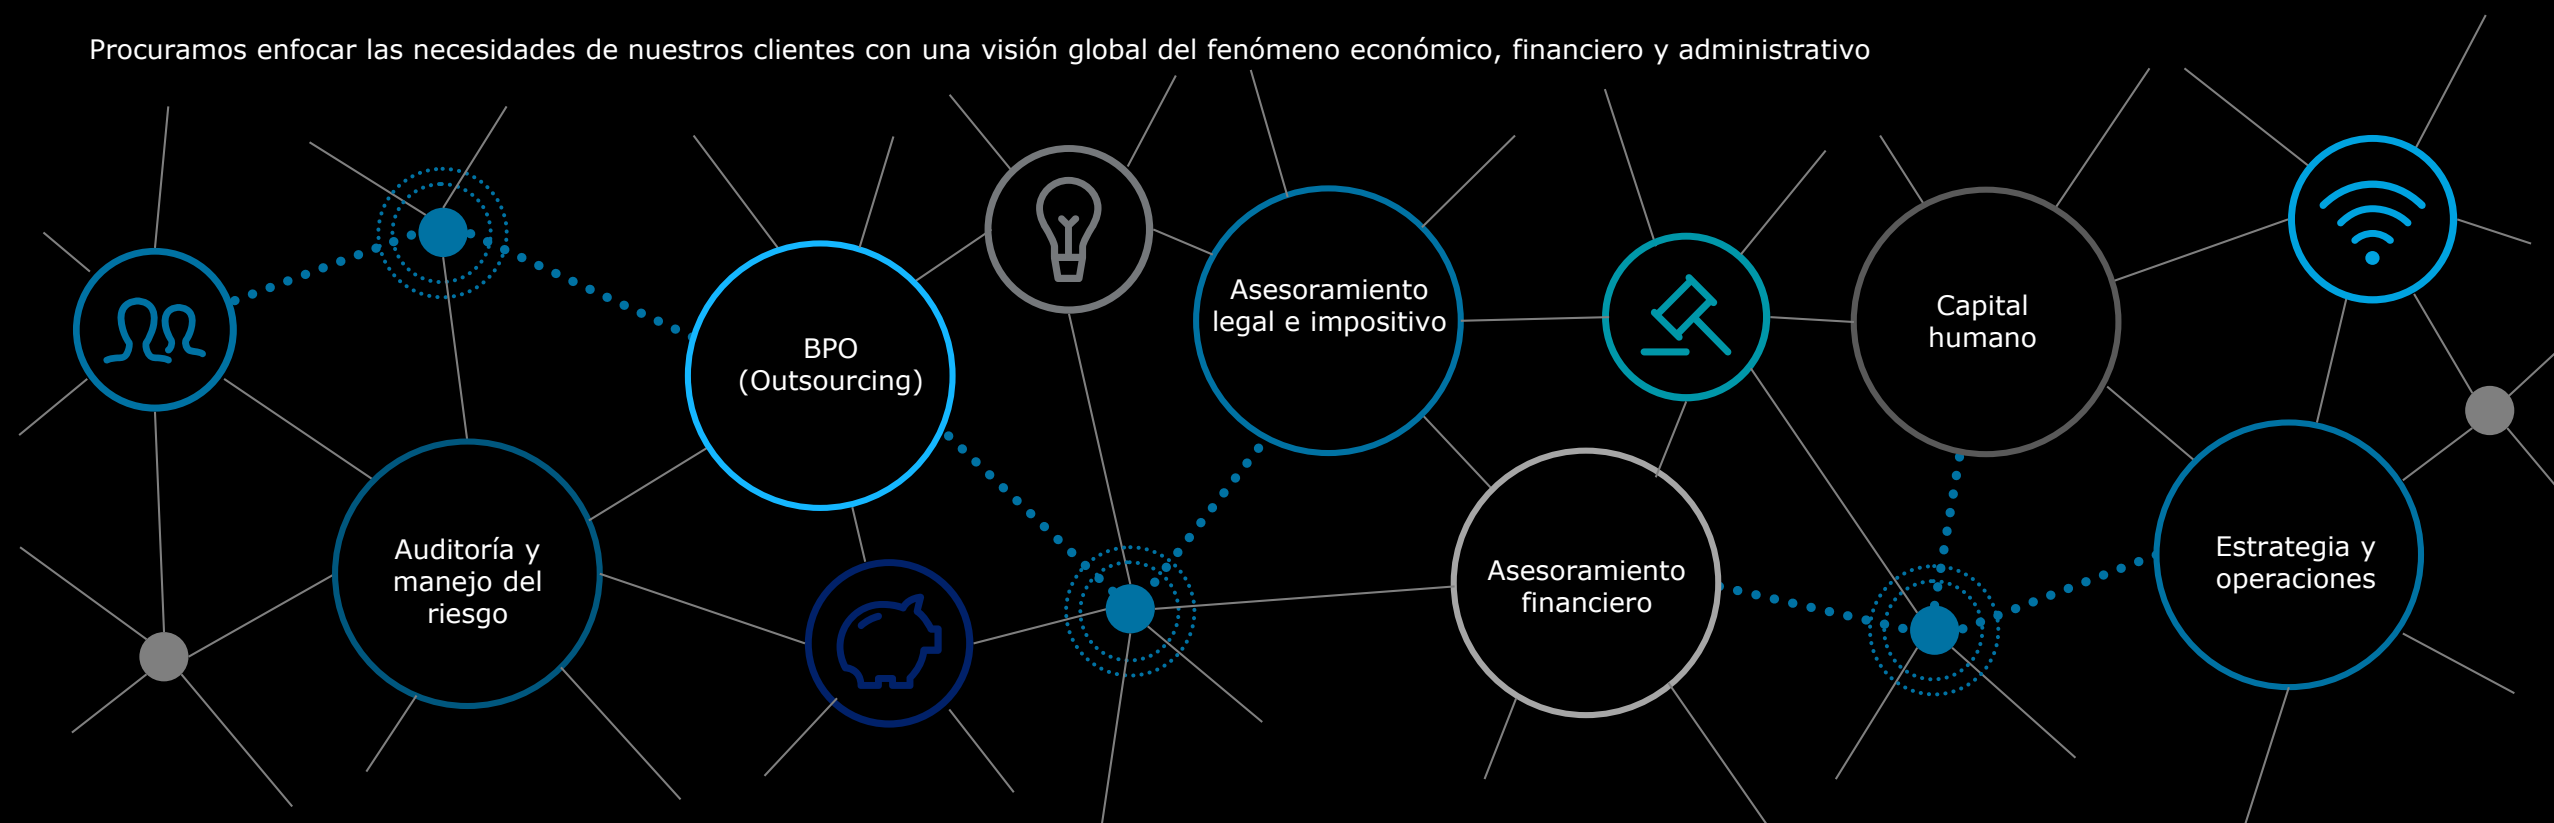 Procuramos enfocar las necesidades de nuestros clientes con una visión global del fenómeno económico, financiero y administrativo
Auditoría y
manejo del
riesgo
BPO
(Outsourcing)
Asesoramiento
legal e impositivo
Asesoramiento
financiero
Capital
humano
Estrategia y
operaciones